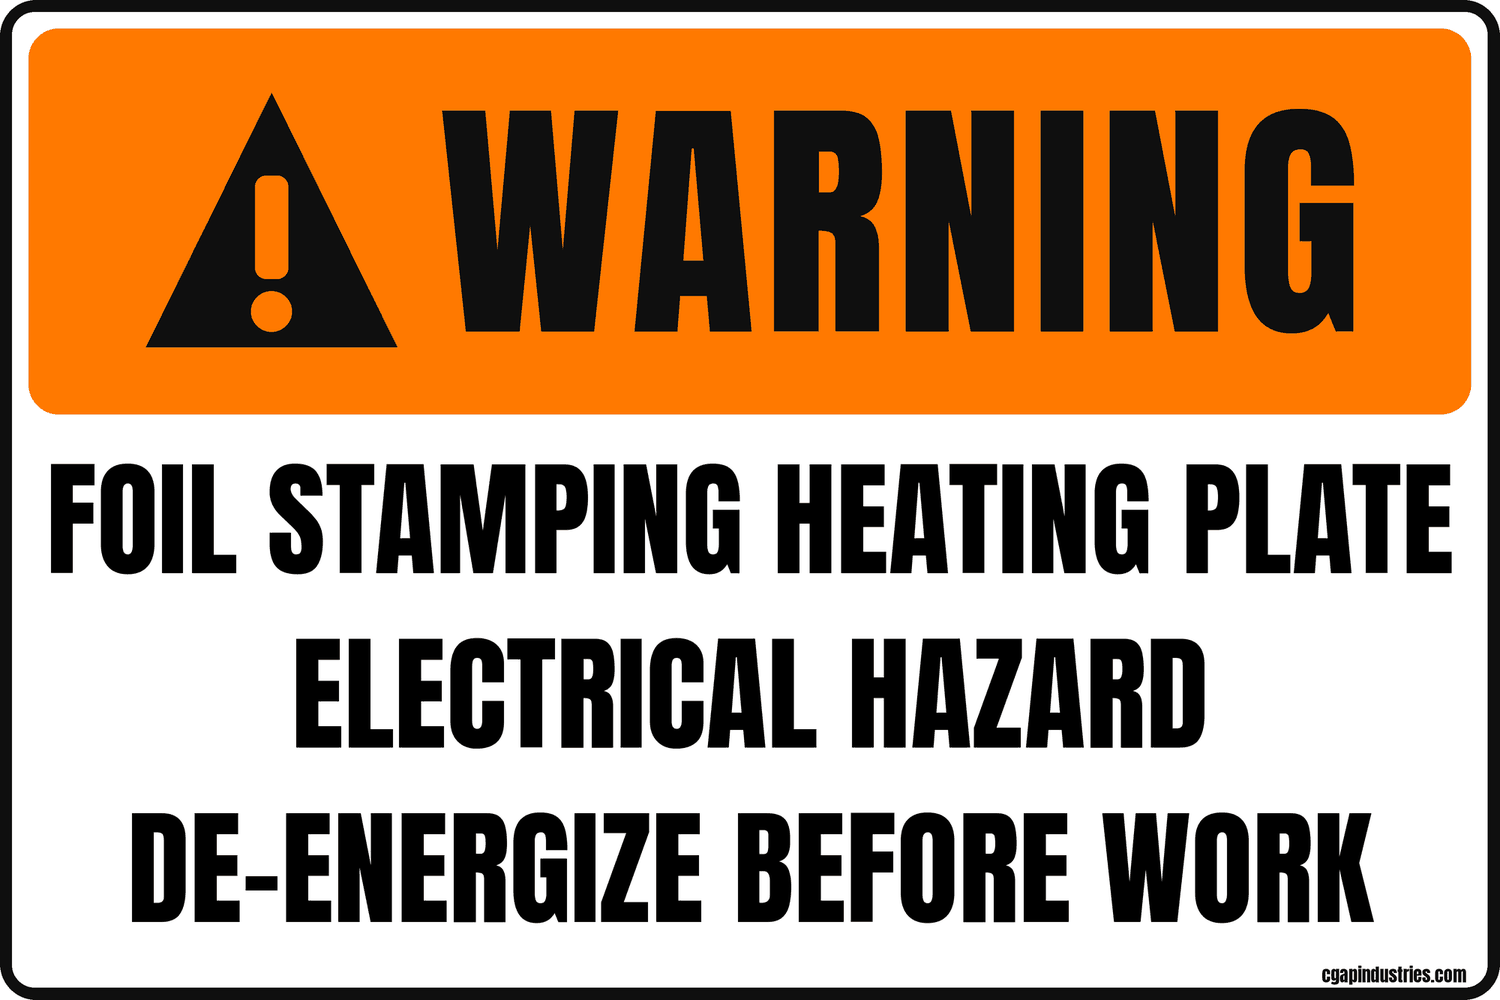 WARNING
FOIL STAMPING HEATING PLATE
ELECTRICAL HAZARD
DE-ENERGIZE BEFORE WORK
cgapindustries.com